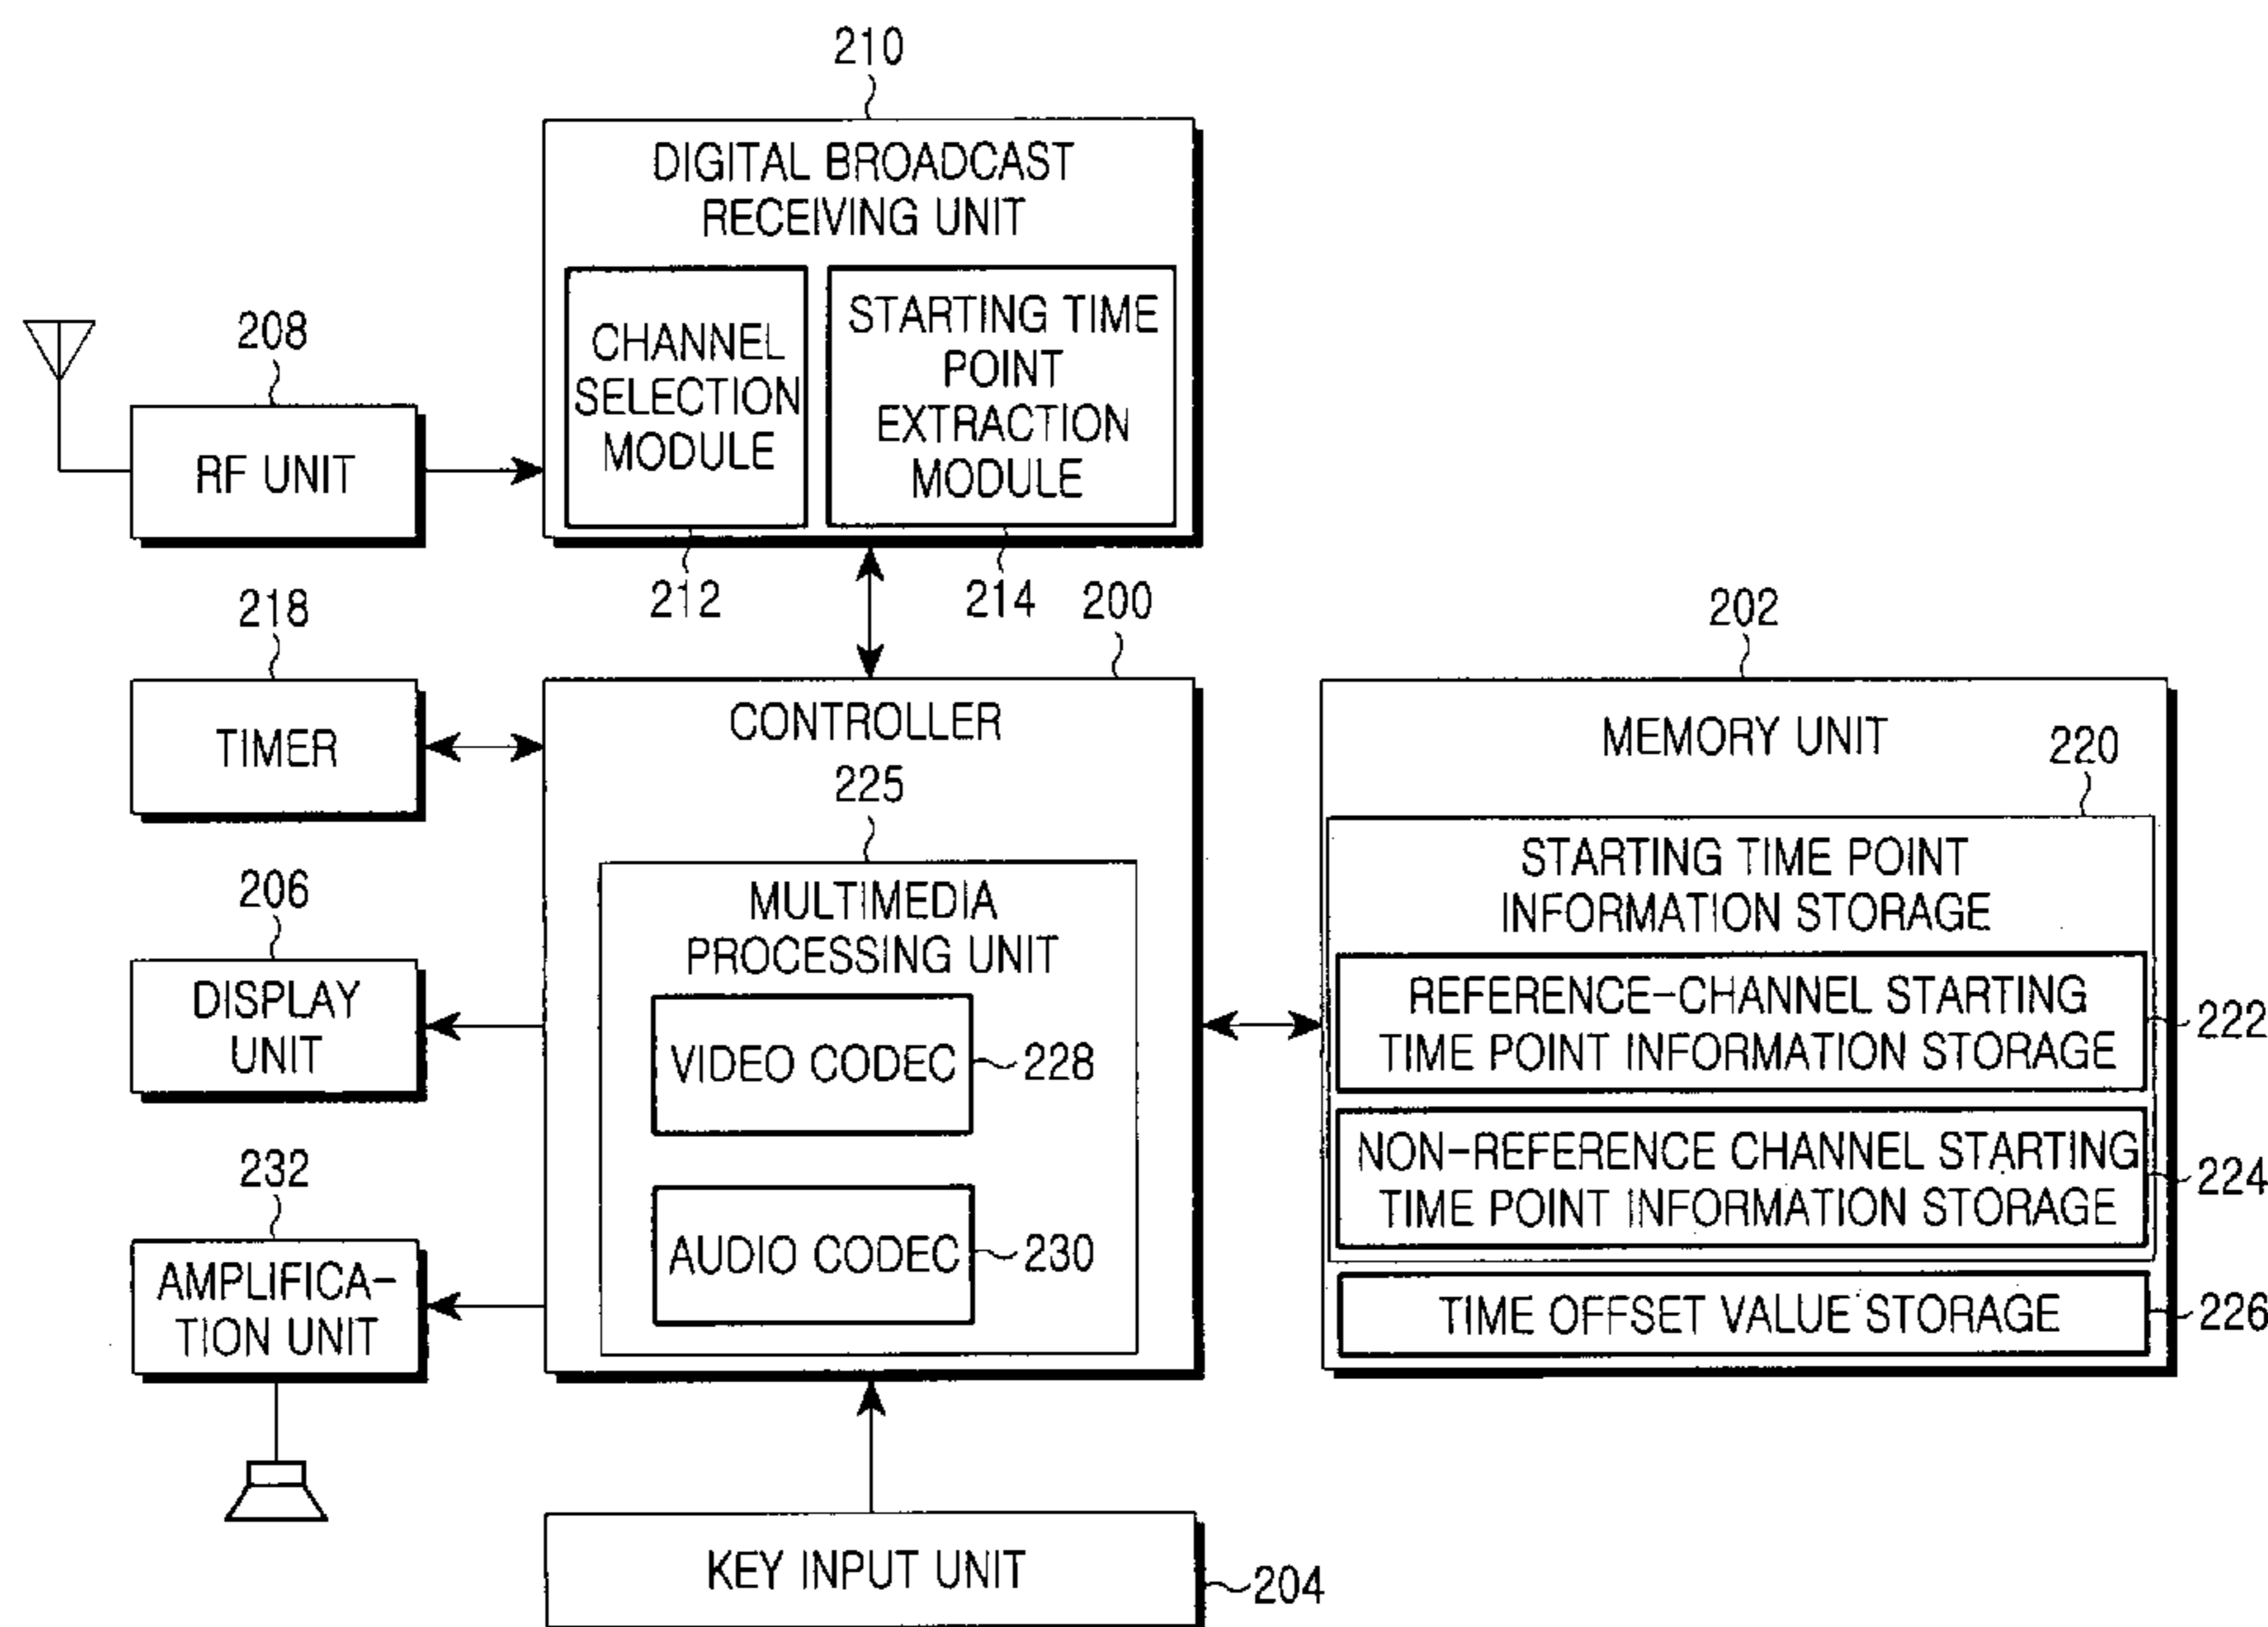 210
DIGITAL BROADCAST
RECEIVING UNIT
CHANNEL
SELECTION
MODULE
STARTING TIME
POINT
EXTRACTION
MODULE
208
RF UNIT
212
214
200
218
TIMER
CONTROLLER
225
MULTIMEDIA
PROCESSING UNIT
VIDEO CODEC
228
AUDIO CODEC
230
206
DISPLAY
UNIT
232
AMPLIFICA-
TION UNIT
202
MEMORY UNIT
220
STARTING TIME POINT
INFORMATION STORAGE
REFERENCE-CHANNEL STARTING
TIME POINT INFORMATION STORAGE
222
NON-REFERENCE CHANNEL STARTING
TIME POINT INFORMATION STORAGE
224
TIME OFFSET VALUE STORAGE
226
KEY INPUT UNIT
204